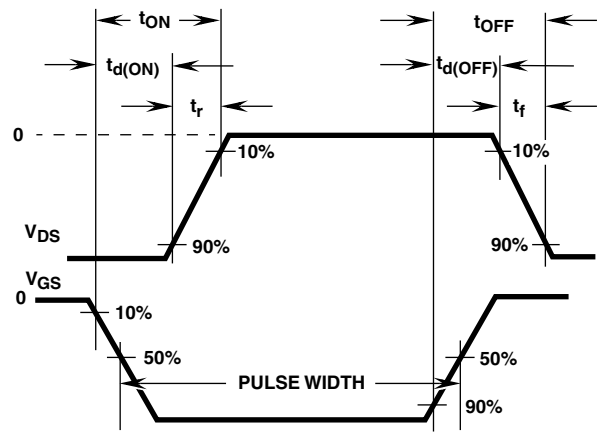 tON
tOFF
td(ON)
td(OFF)
tr
tf
0
10%
10%
VDS
90%
90%
VGS
0
10%
50%
50%
PULSE WIDTH
90%